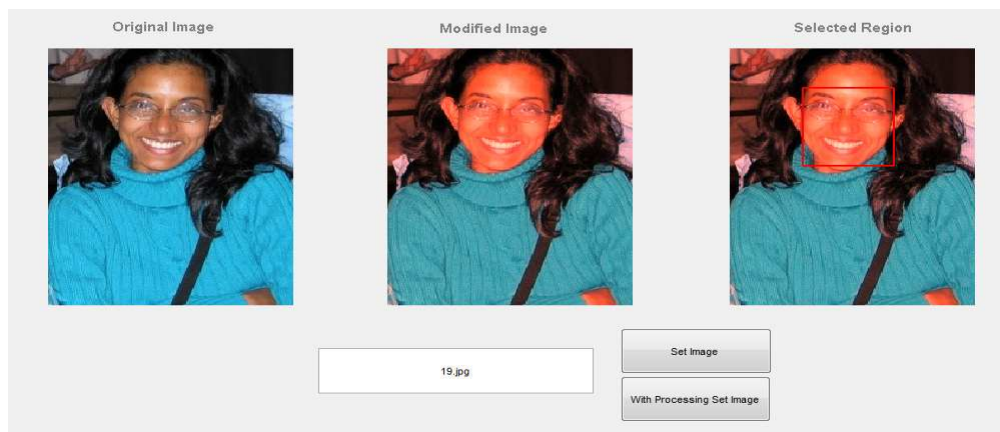 Original Image
Modified Image
Selected Region
19.jpg
Set Image
With Processing Set Image